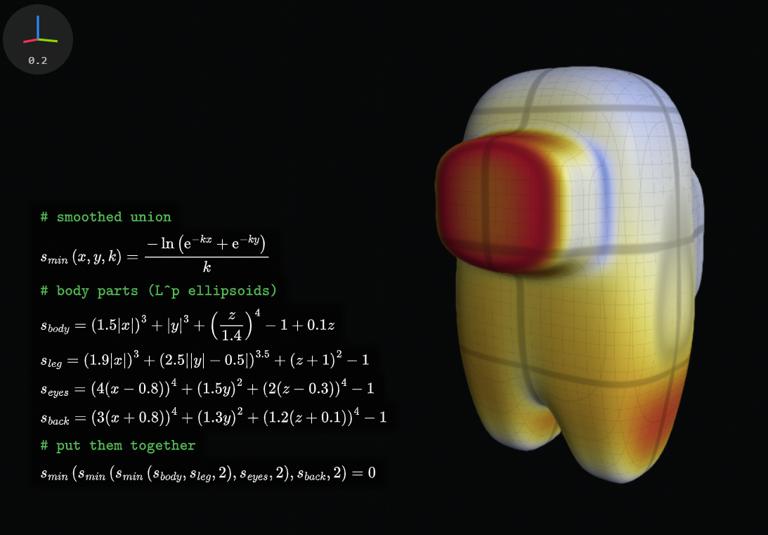 0.2
# smoothed union
s_min (x, y, k) = −ln (e^(−kx) + e^(−ky)) / k
# body parts (L^p ellipsoids)
s_body = (1.5|x|)^3 + |y|^3 + (z/1.4)^4 − 1 + 0.1z
s_leg = (1.9|x|)^3 + (2.5||y| − 0.5|)^3.5 + (z + 1)^2 − 1
s_eyes = (4(x − 0.8))^4 + (1.5y)^2 + (2(z − 0.3))^4 − 1
s_back = (3(x + 0.8))^4 + (1.3y)^2 + (1.2(z + 0.1))^4 − 1
# put them together
s_min (s_min (s_min (s_body, s_leg, 2), s_eyes, 2), s_back, 2) = 0